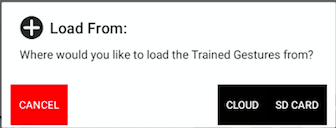 Load From:
Where would you like to load the Trained Gestures from?
CANCEL CLOUD SD CARD